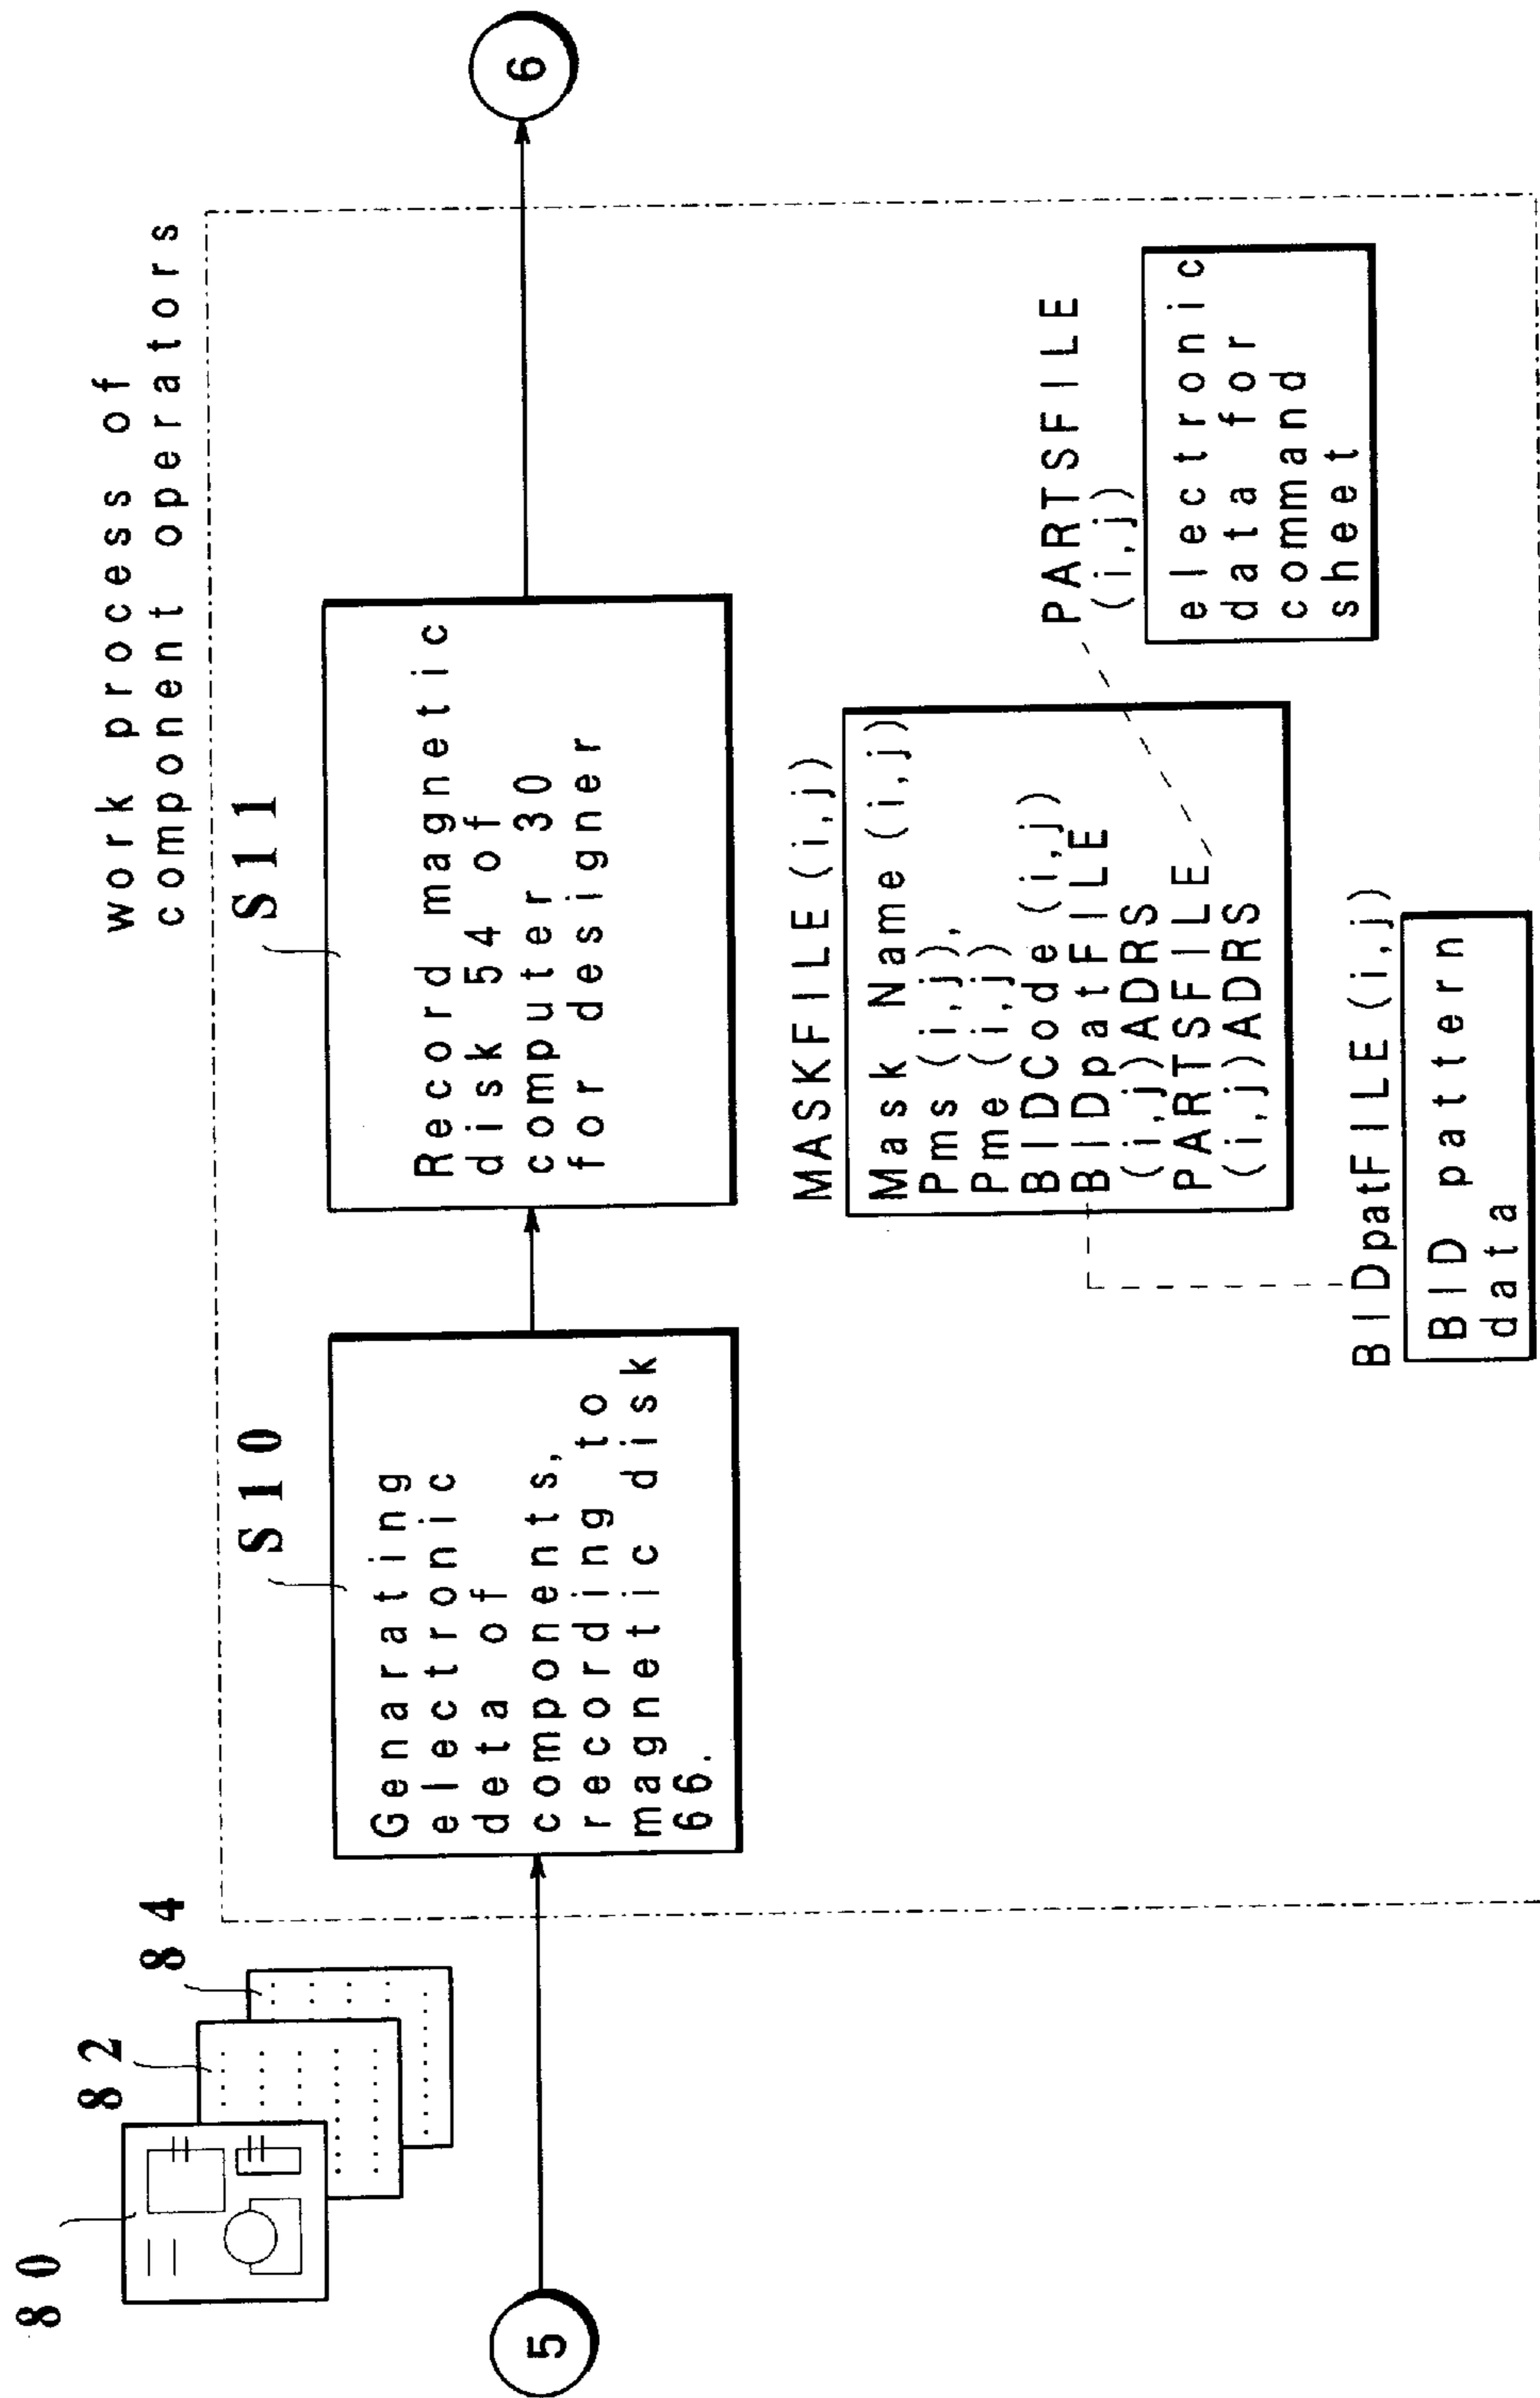 work process of
component operators
80
82
84
S10
S11
5
Genarating
electronic
deta of
components,
recording to
magnetic disk
66.
Record magnetic
disk 54 of
computer 30
for designer
6
MASKFILE(i,j)
Mask Name(i,j)
Pms(i,j),
Pme(i,j)
BIDCode(i,j)
BIDpatFILE
(i,j)ADRS
PARTSFILE
(i,j)ADRS
PARTSFILE
(i,j)
electronic
data for
command
sheet
BIDpatFILE(i,j)
BID pattern
data